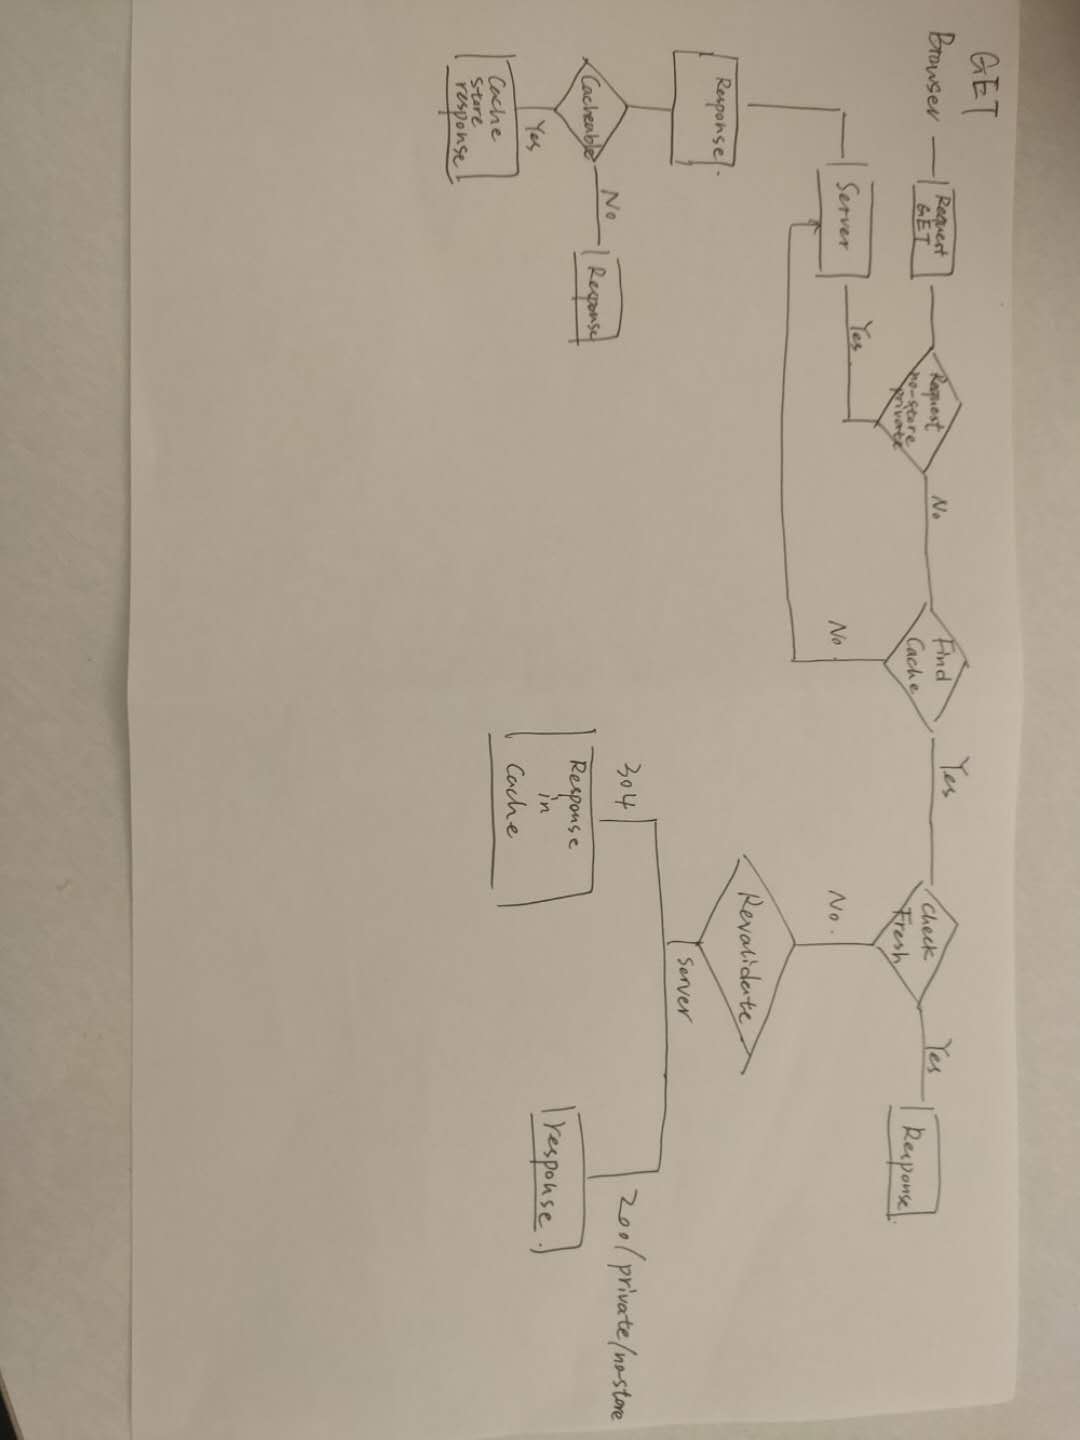 GET
Browser
Request
GET
Request
no-store
private
No
Find
Cache
Yes
Check
Fresh
Yes
Response
Server
Yes
No.
No.
Response.
Cacheable
No
Response
Yes
Cache
store
response
Revalidate
Server
304
Response
in
Cache
200/private/no-store
response.